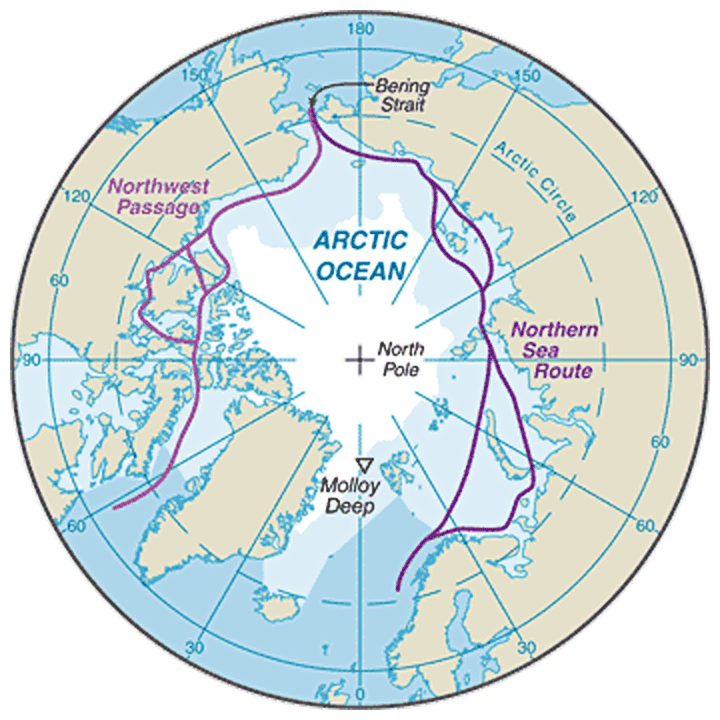 180
150
150
Bering
Strait
Arctic Circle
Northwest
Passage
120
120
ARCTIC
OCEAN
60
Northern
Sea
Route
North
Pole
90
90
60
Molloy
Deep
60
60
30
30
0